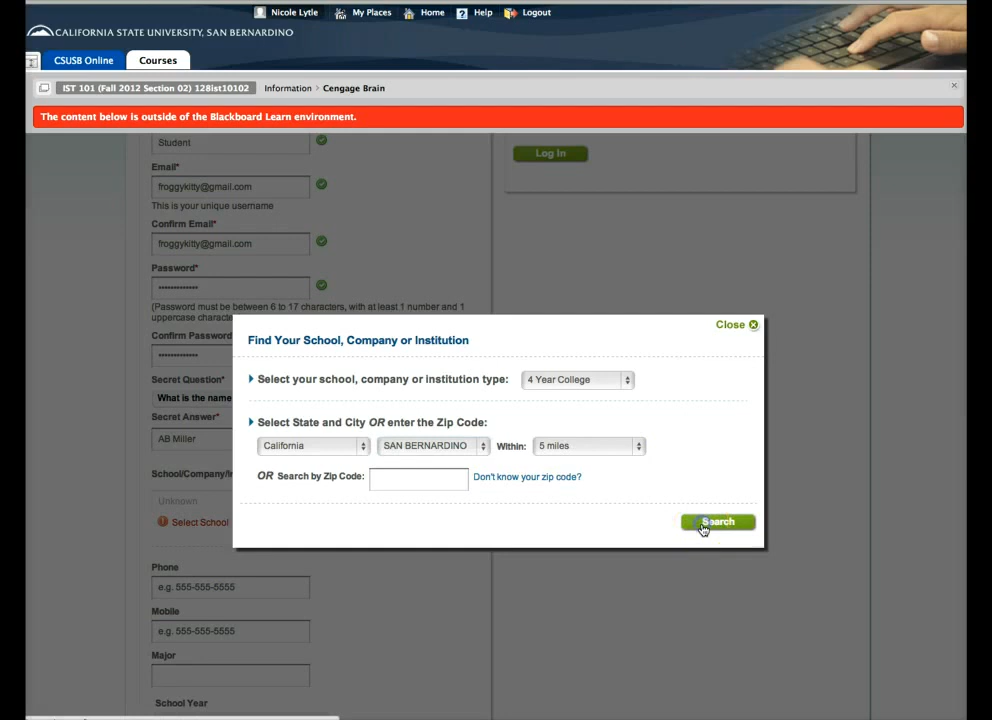 Nicole Lytle My Places Home Help Logout
CALIFORNIA STATE UNIVERSITY, SAN BERNARDINO
CSUSB Online Courses
IST 101 (Fall 2012 Section 02) 128ist10102 Information > Cengage Brain
The content below is outside of the Blackboard Learn environment.
Student
Log In
Email*
froggykitty@gmail.com
This is your unique username
Confirm Email*
froggykitty@gmail.com
Password*
(Password must be between 6 to 17 characters, with at least 1 number and 1
uppercase
Confirm Password
Secret Question*
What is the name
Secret Answer*
AB Miller
School/Company/In
Unknown
Select School
Close
Find Your School, Company or Institution
Select your school, company or institution type: 4 Year College
Select State and City OR enter the Zip Code:
California SAN BERNARDINO Within: 5 miles
OR Search by Zip Code: Don't know your zip code?
Search
Phone
e.g. 555-555-5555
Mobile
e.g. 555-555-5555
Major
School Year